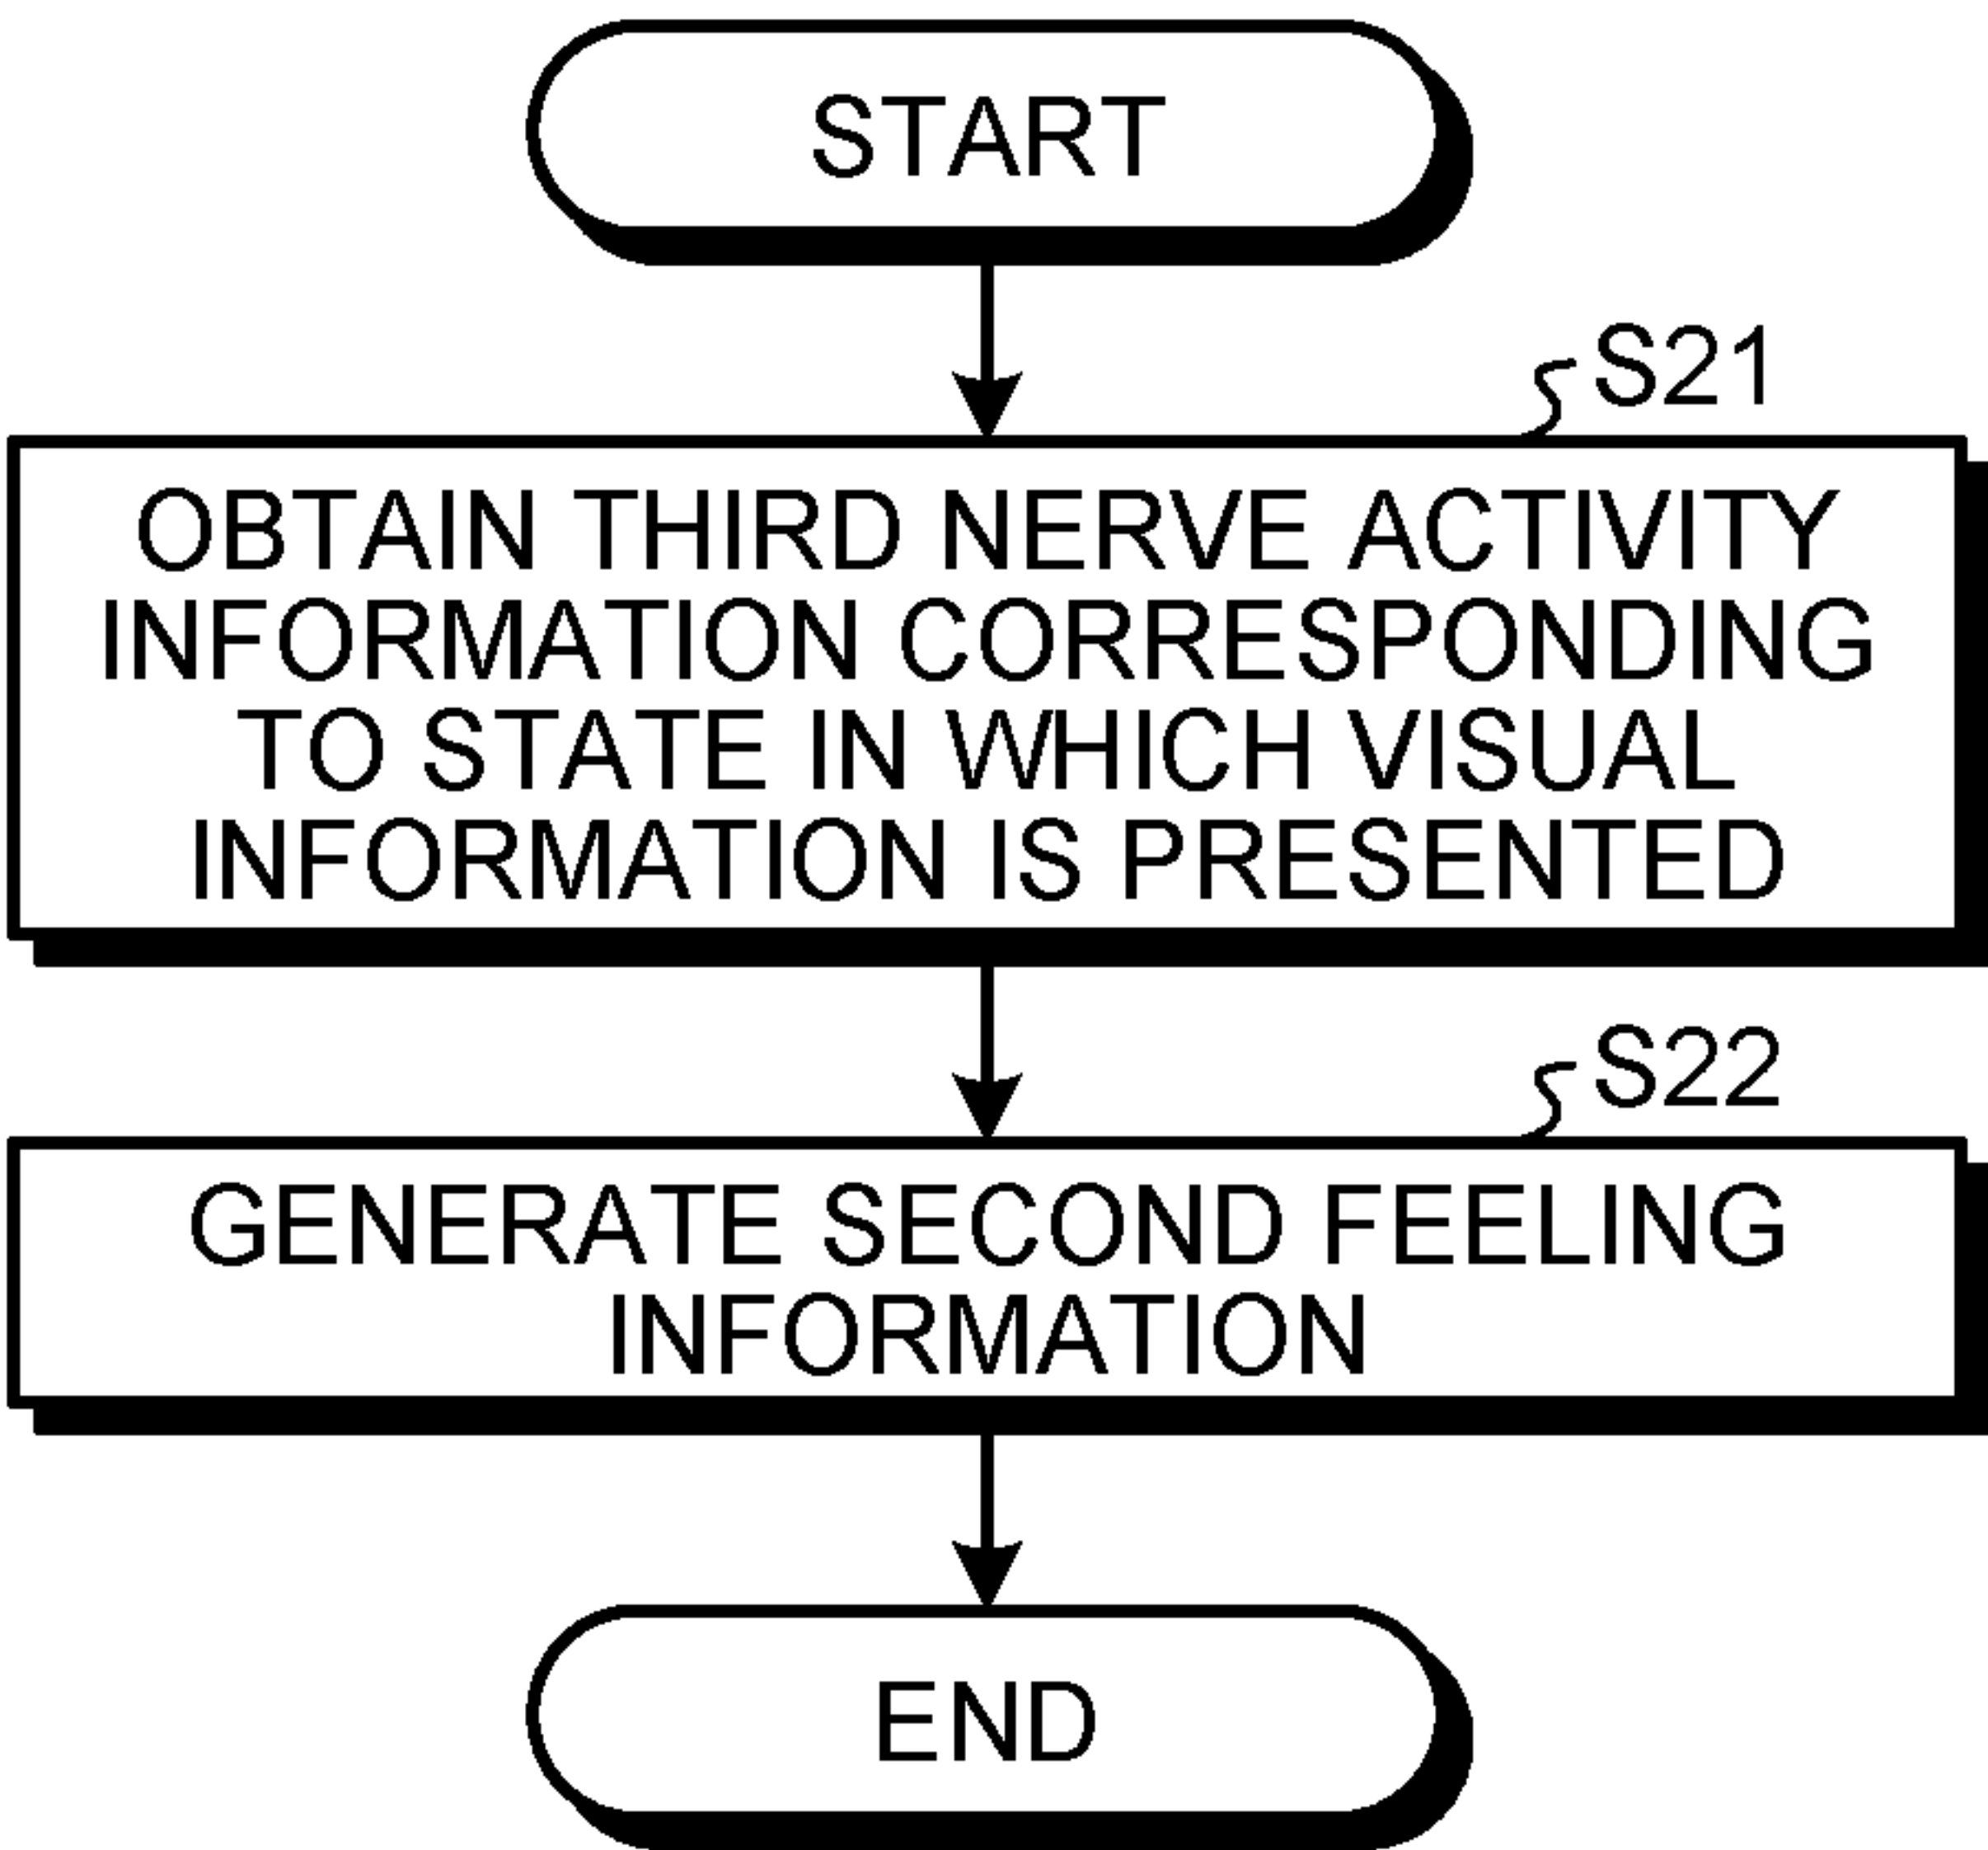 START
S21
OBTAIN THIRD NERVE ACTIVITY
INFORMATION CORRESPONDING
TO STATE IN WHICH VISUAL
INFORMATION IS PRESENTED
S22
GENERATE SECOND FEELING
INFORMATION
END